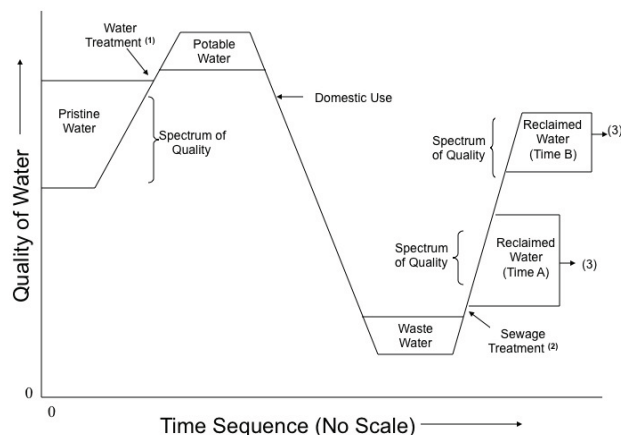 Water
Treatment (1)
Potable
Water
Domestic Use
Pristine
Water
Spectrum of
Quality
Spectrum
of Quality
Reclaimed
Water
(Time B)
(3)
Spectrum
of Quality
Reclaimed
Water
(Time A)
(3)
Waste
Water
Sewage
Treatment (2)
Quality of Water
0
0
Time Sequence (No Scale)